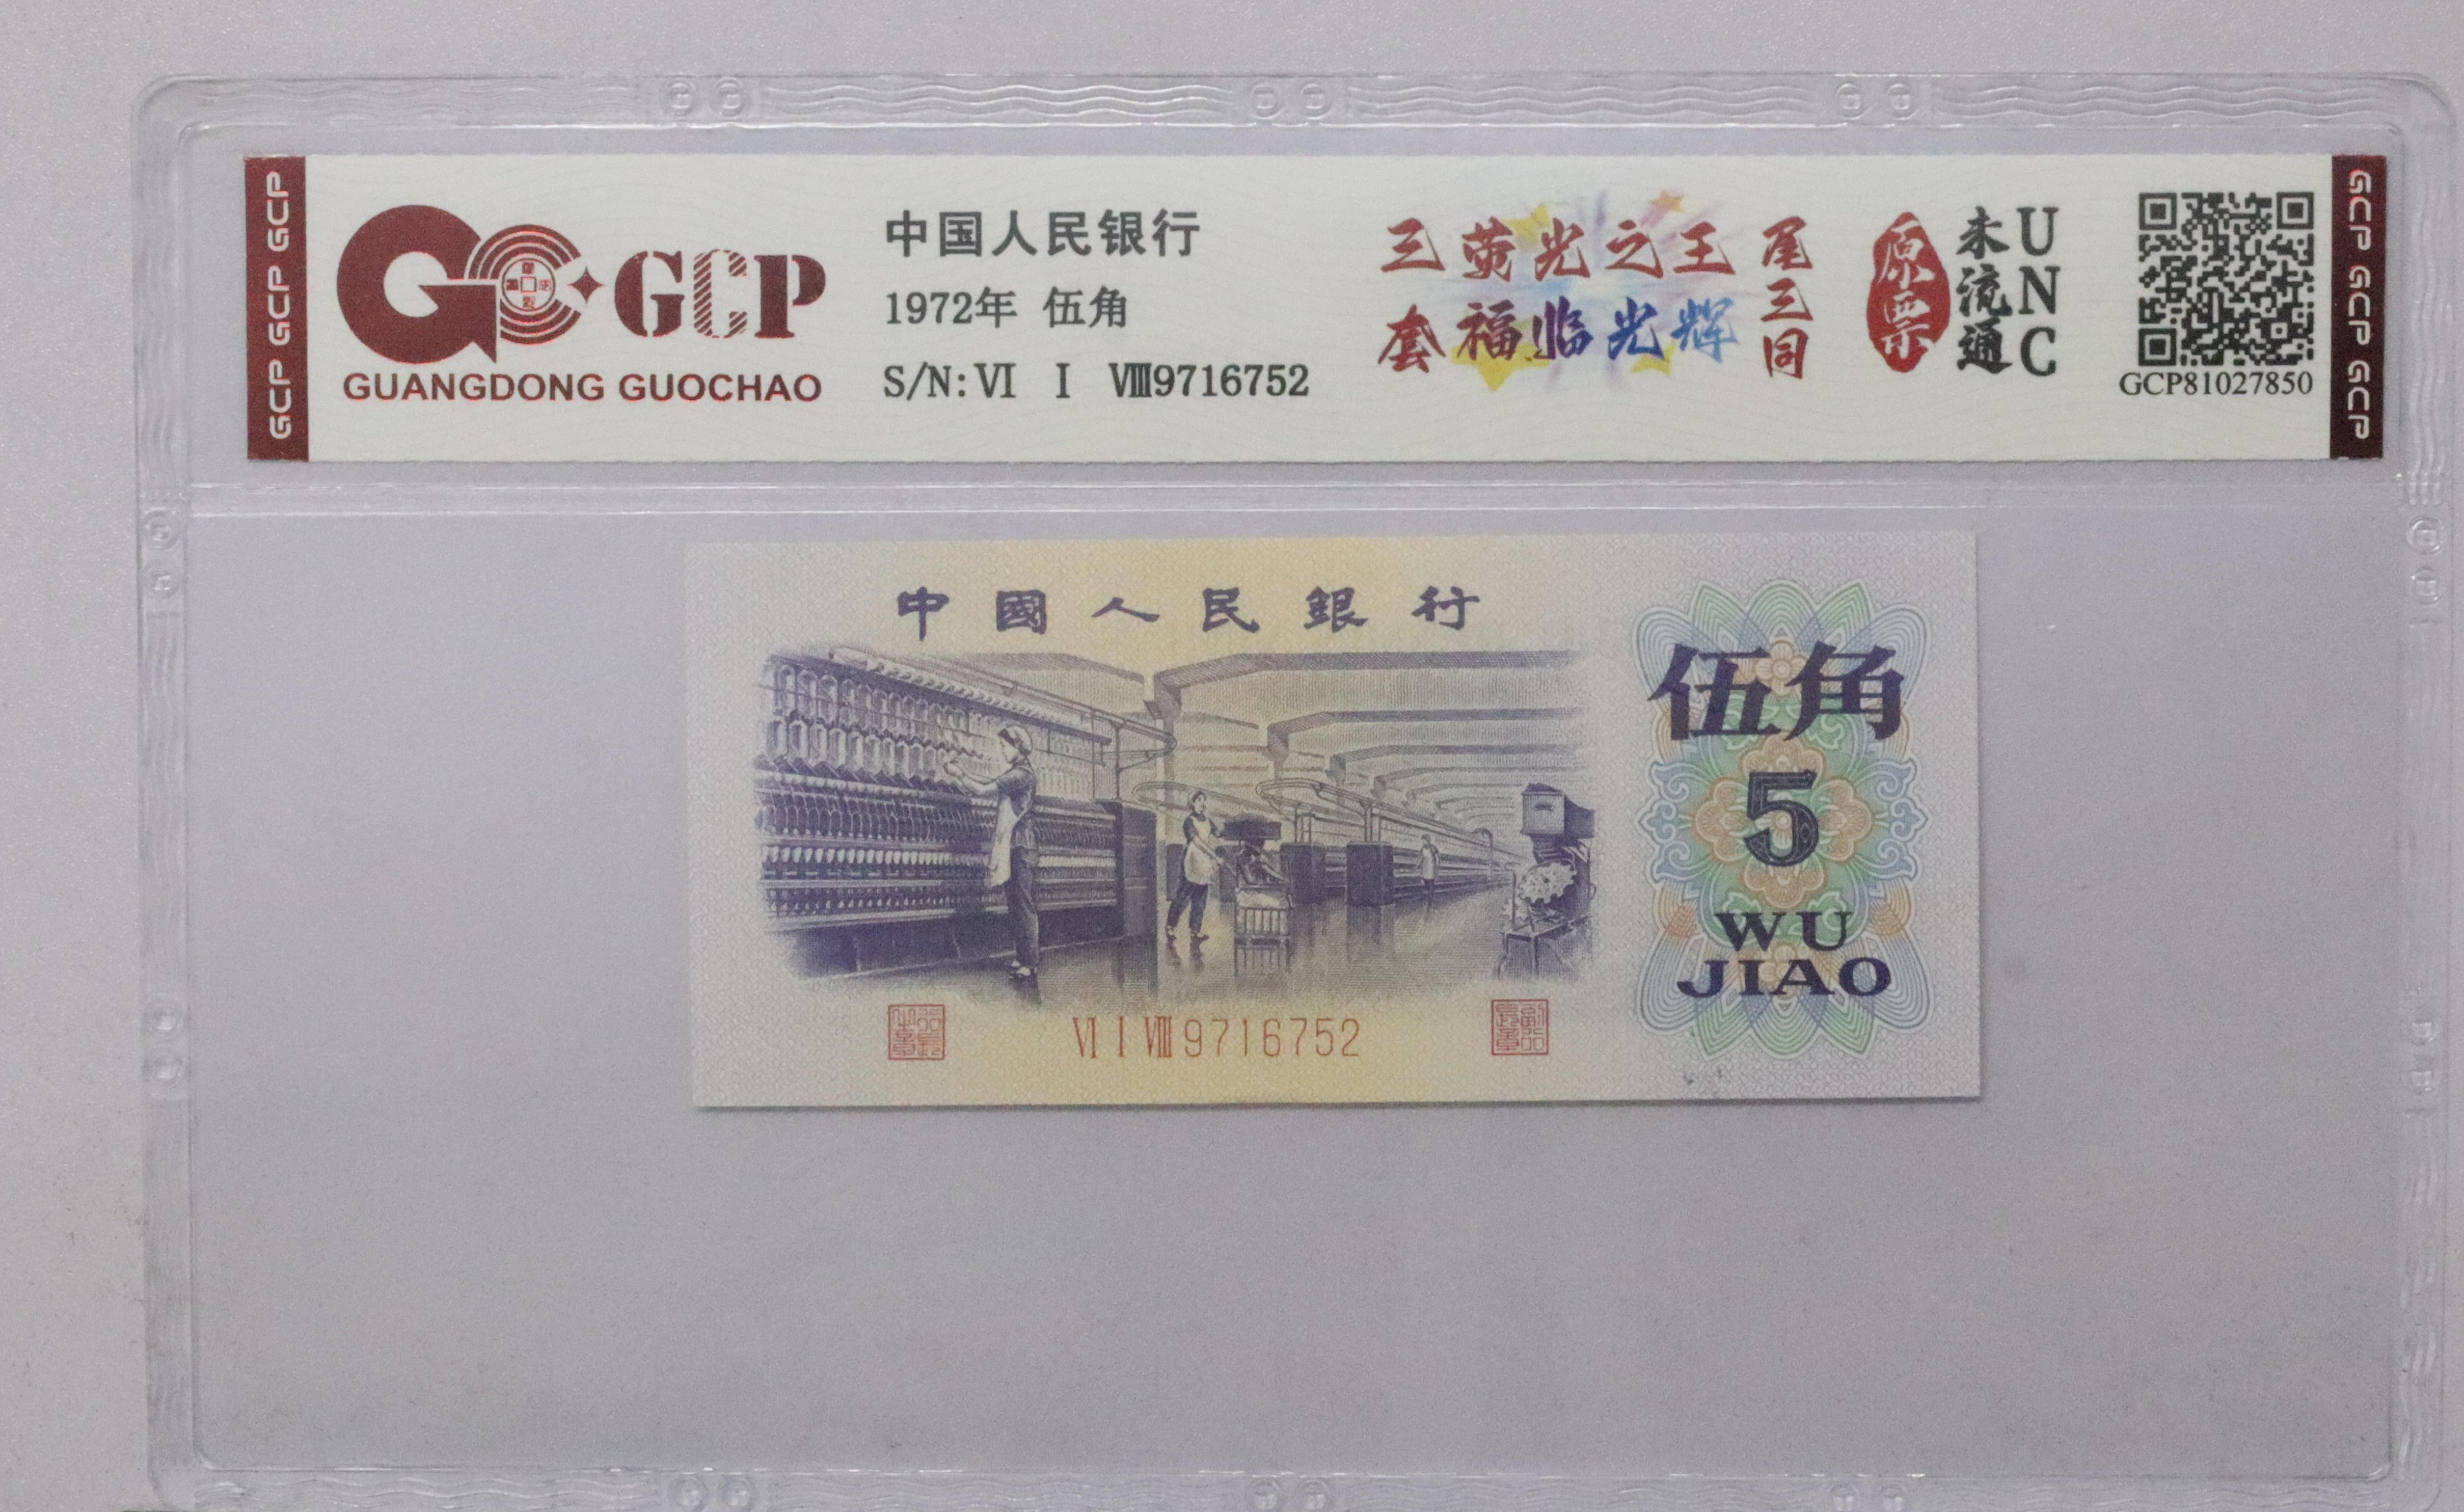 GCP GCP GCP
GCP
GUANGDONG GUOCHAO
中国人民银行
1972年 伍角
S/N: Ⅵ Ⅰ Ⅷ9716752
三 荧光之王
套 福临光辉
尾三同
原票
未流通
UNC
GCP81027850
GCP GCP GCP
中國人民銀行
伍角
5
WU
JIAO
Ⅵ Ⅰ Ⅷ 9716752